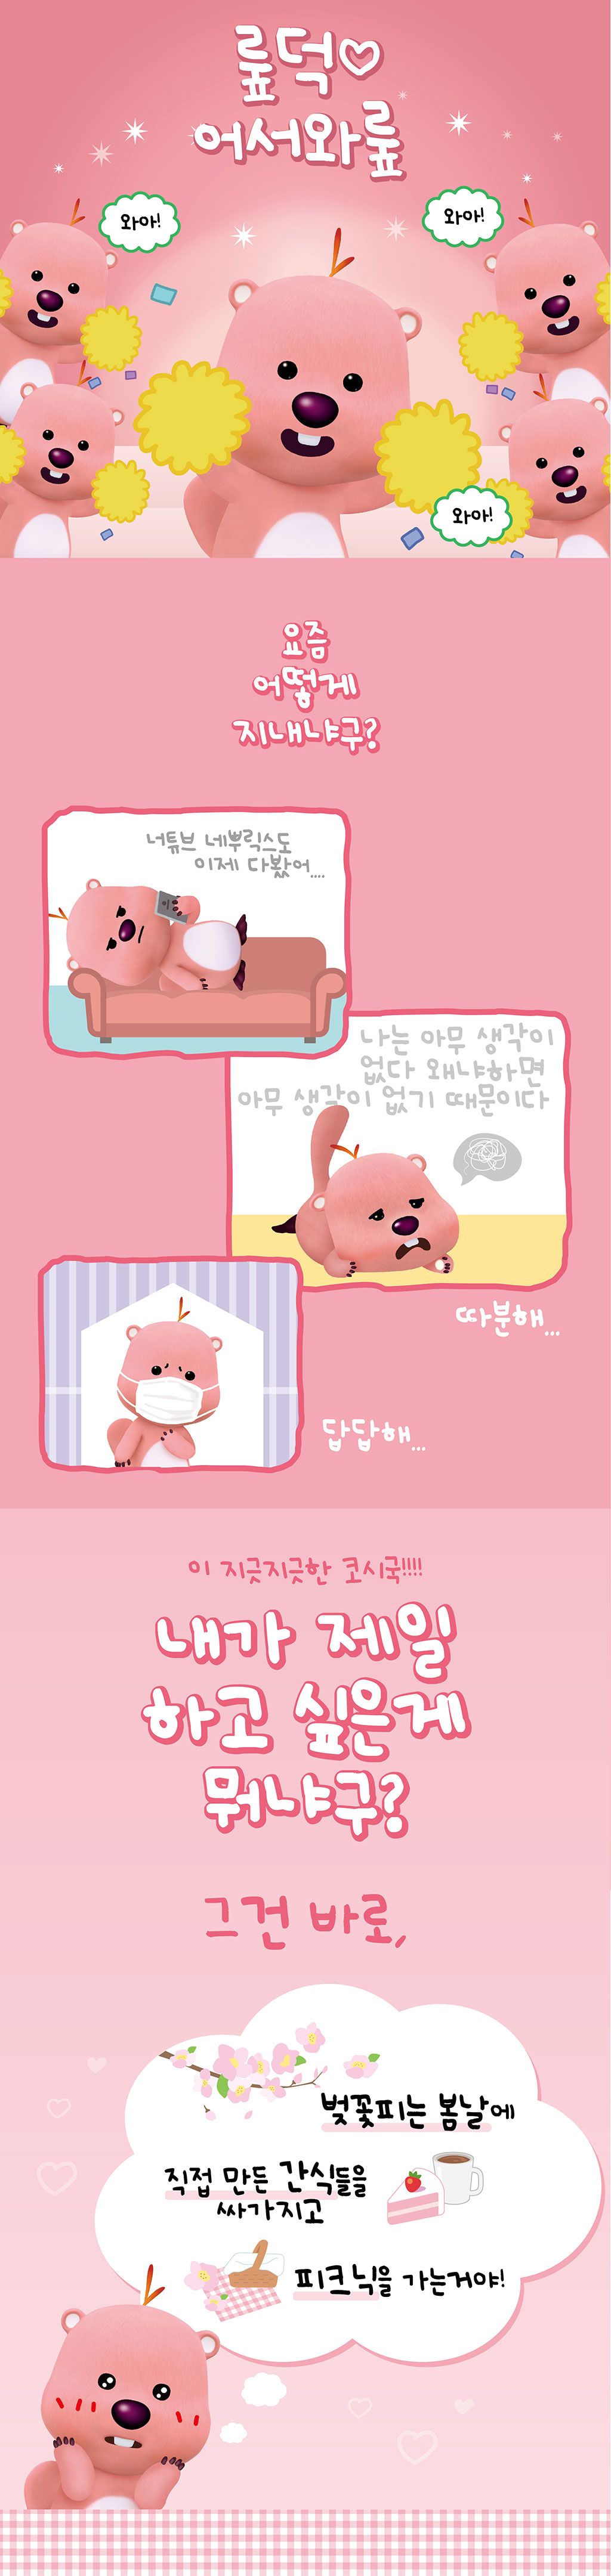 롶덕♡
어서와롶
와아!
와아!
와아!
요즘
어떻게
지내냐구?
너튜브 네뿌릭스도
이제 다봤어....
나는 아무 생각이
없다 왜냐하면
아무 생각이 없기 때문이다
따분해...
답답해...
이 지긋지긋한 코시국!!!!
내가 제일
하고 싶은게
뭐냐구?
그건 바로,
벚꽃피는 봄날에
직접 만든 간식들을
싸가지고
피크닉을 가는거야!